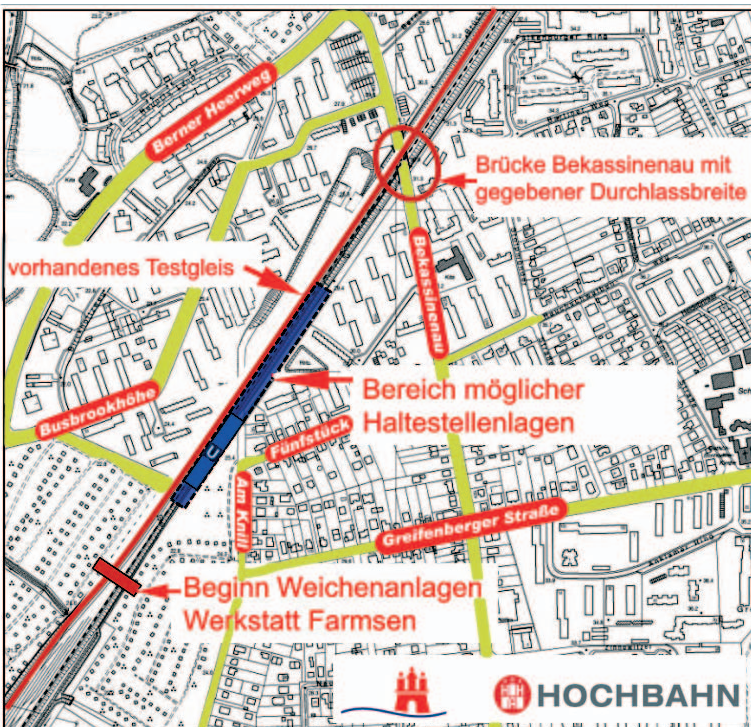 Berner Heerweg
Brücke Bekassinenau mit
gegebener Durchlassbreite
vorhandenes Testgleis
Bekassinenau
Bereich möglicher
Haltestellenlagen
Busbrookhöhe
U
Fünfstück
Am Knill
Greifenberger Straße
Beginn Weichenanlagen
Werkstatt Farmsen
HOCHBAHN